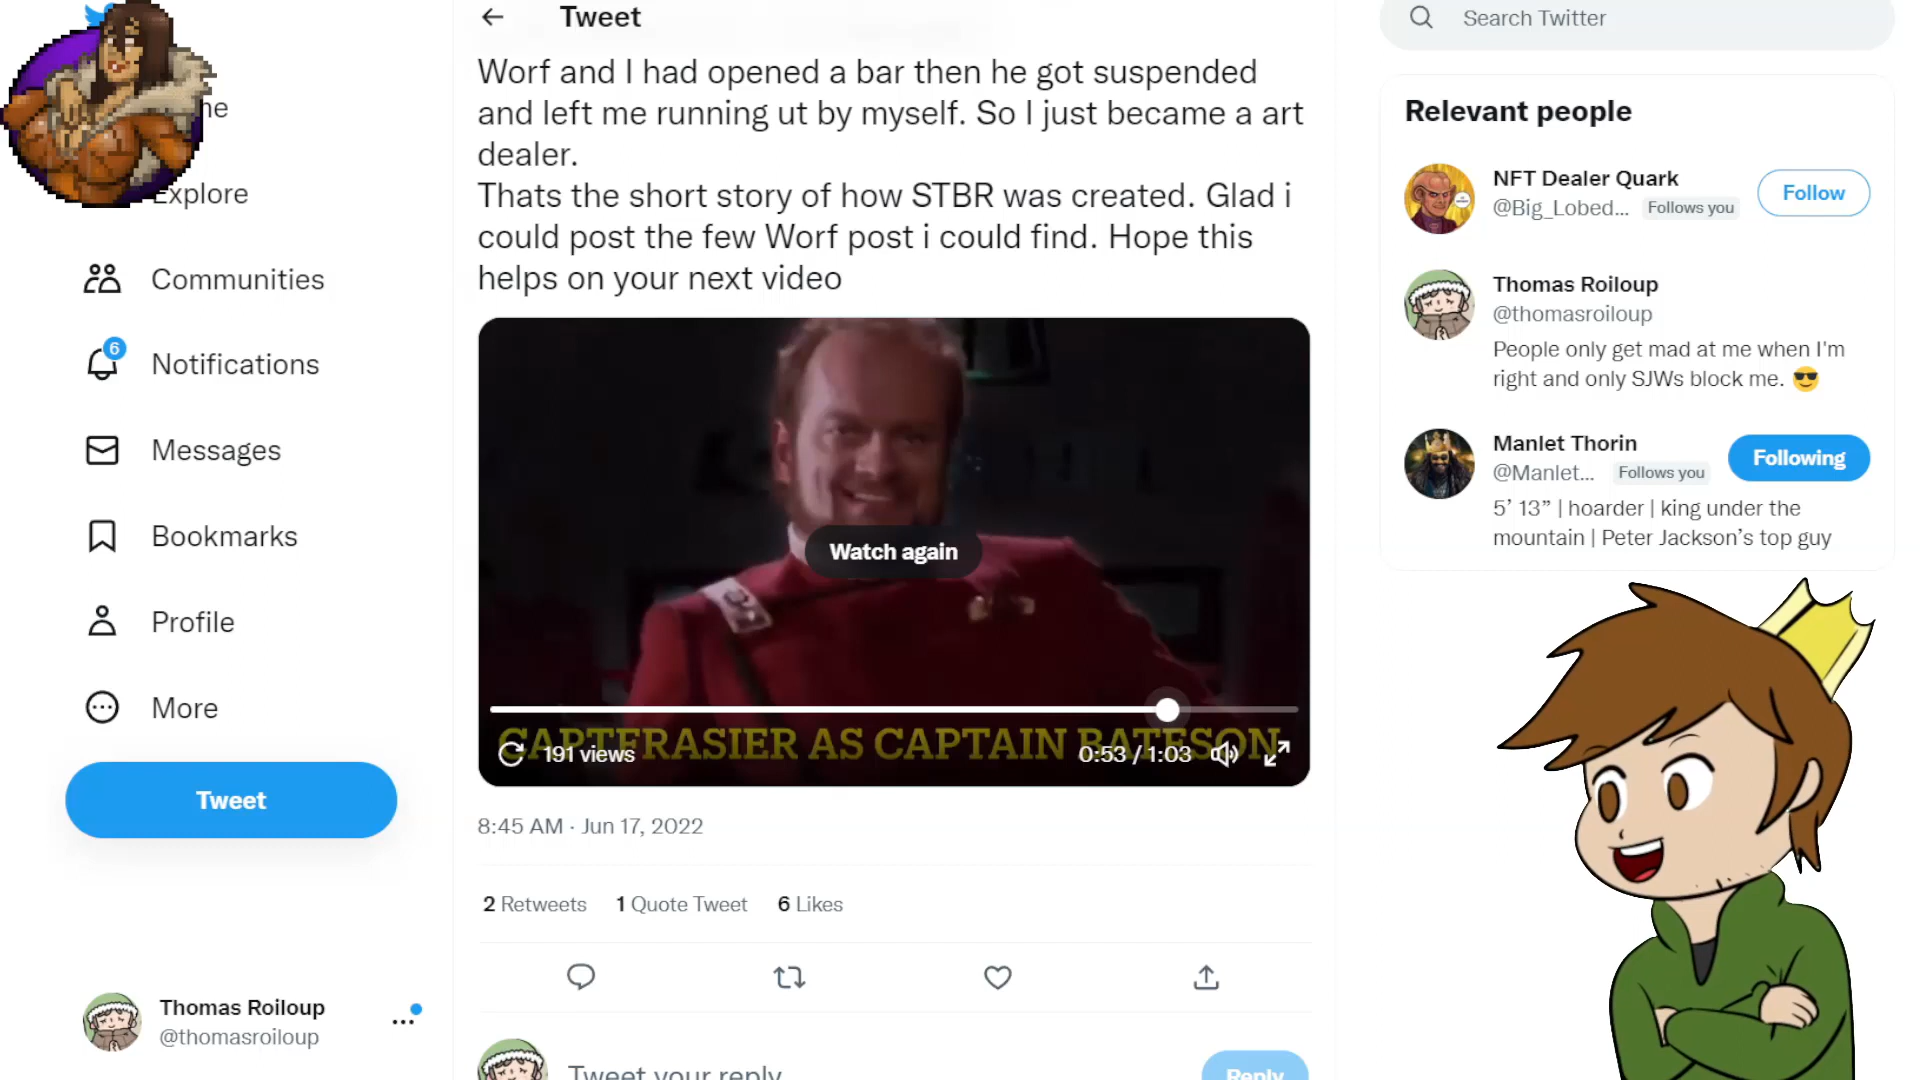 Tweet
Search Twitter
Worf and I had opened a bar then he got suspended
and left me running ut by myself. So I just became a art
dealer.
Thats the short story of how STBR was created. Glad i
could post the few Worf post i could find. Hope this
helps on your next video
Explore
Communities
6
Notifications
Messages
Bookmarks
Profile
More
Tweet
Thomas Roiloup
@thomasroiloup
Watch again
CAPT FRASIER AS CAPTAIN BATESON
191 views
0:53 / 1:03
8:45 AM · Jun 17, 2022
2 Retweets 1 Quote Tweet 6 Likes
Tweet your reply
Reply
Relevant people
NFT Dealer Quark
@Big_Lobed... Follows you
Follow
Thomas Roiloup
@thomasroiloup
People only get mad at me when I'm
right and only SJWs block me. 😎
Manlet Thorin
@Manlet... Follows you
Following
5’ 13” | hoarder | king under the
mountain | Peter Jackson’s top guy